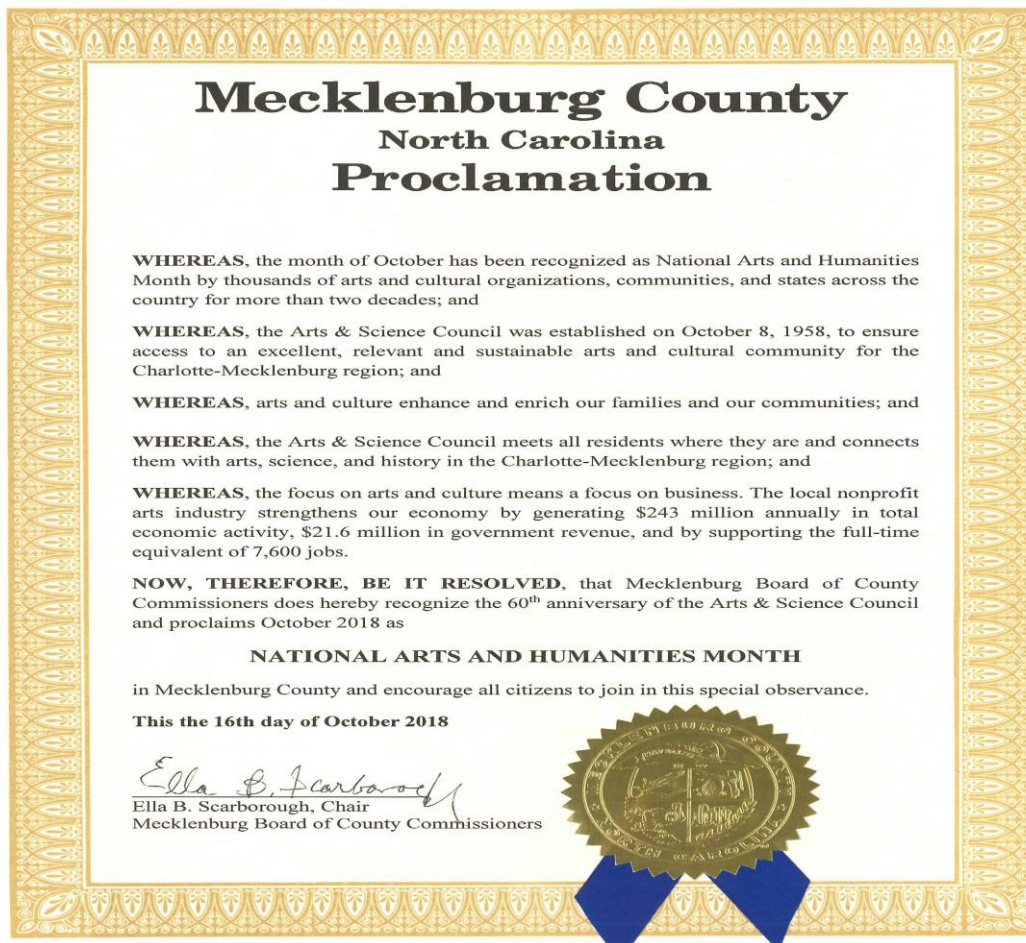 Mecklenburg County
North Carolina
Proclamation
WHEREAS, the month of October has been recognized as National Arts and Humanities
Month by thousands of arts and cultural organizations, communities, and states across the
country for more than two decades; and
WHEREAS, the Arts & Science Council was established on October 8, 1958, to ensure
access to an excellent, relevant and sustainable arts and cultural community for the
Charlotte-Mecklenburg region; and
WHEREAS, arts and culture enhance and enrich our families and our communities; and
WHEREAS, the Arts & Science Council meets all residents where they are and connects
them with arts, science, and history in the Charlotte-Mecklenburg region; and
WHEREAS, the focus on arts and culture means a focus on business. The local nonprofit
arts industry strengthens our economy by generating $243 million annually in total
economic activity, $21.6 million in government revenue, and by supporting the full-time
equivalent of 7,600 jobs.
NOW, THEREFORE, BE IT RESOLVED, that Mecklenburg Board of County
Commissioners does hereby recognize the 60th anniversary of the Arts & Science Council
and proclaims October 2018 as
NATIONAL ARTS AND HUMANITIES MONTH
in Mecklenburg County and encourage all citizens to join in this special observance.
This the 16th day of October 2018
Ella B. Scarborough
Ella B. Scarborough, Chair
Mecklenburg Board of County Commissioners
MECKLENBURG COUNTY
NORTH CAROLINA